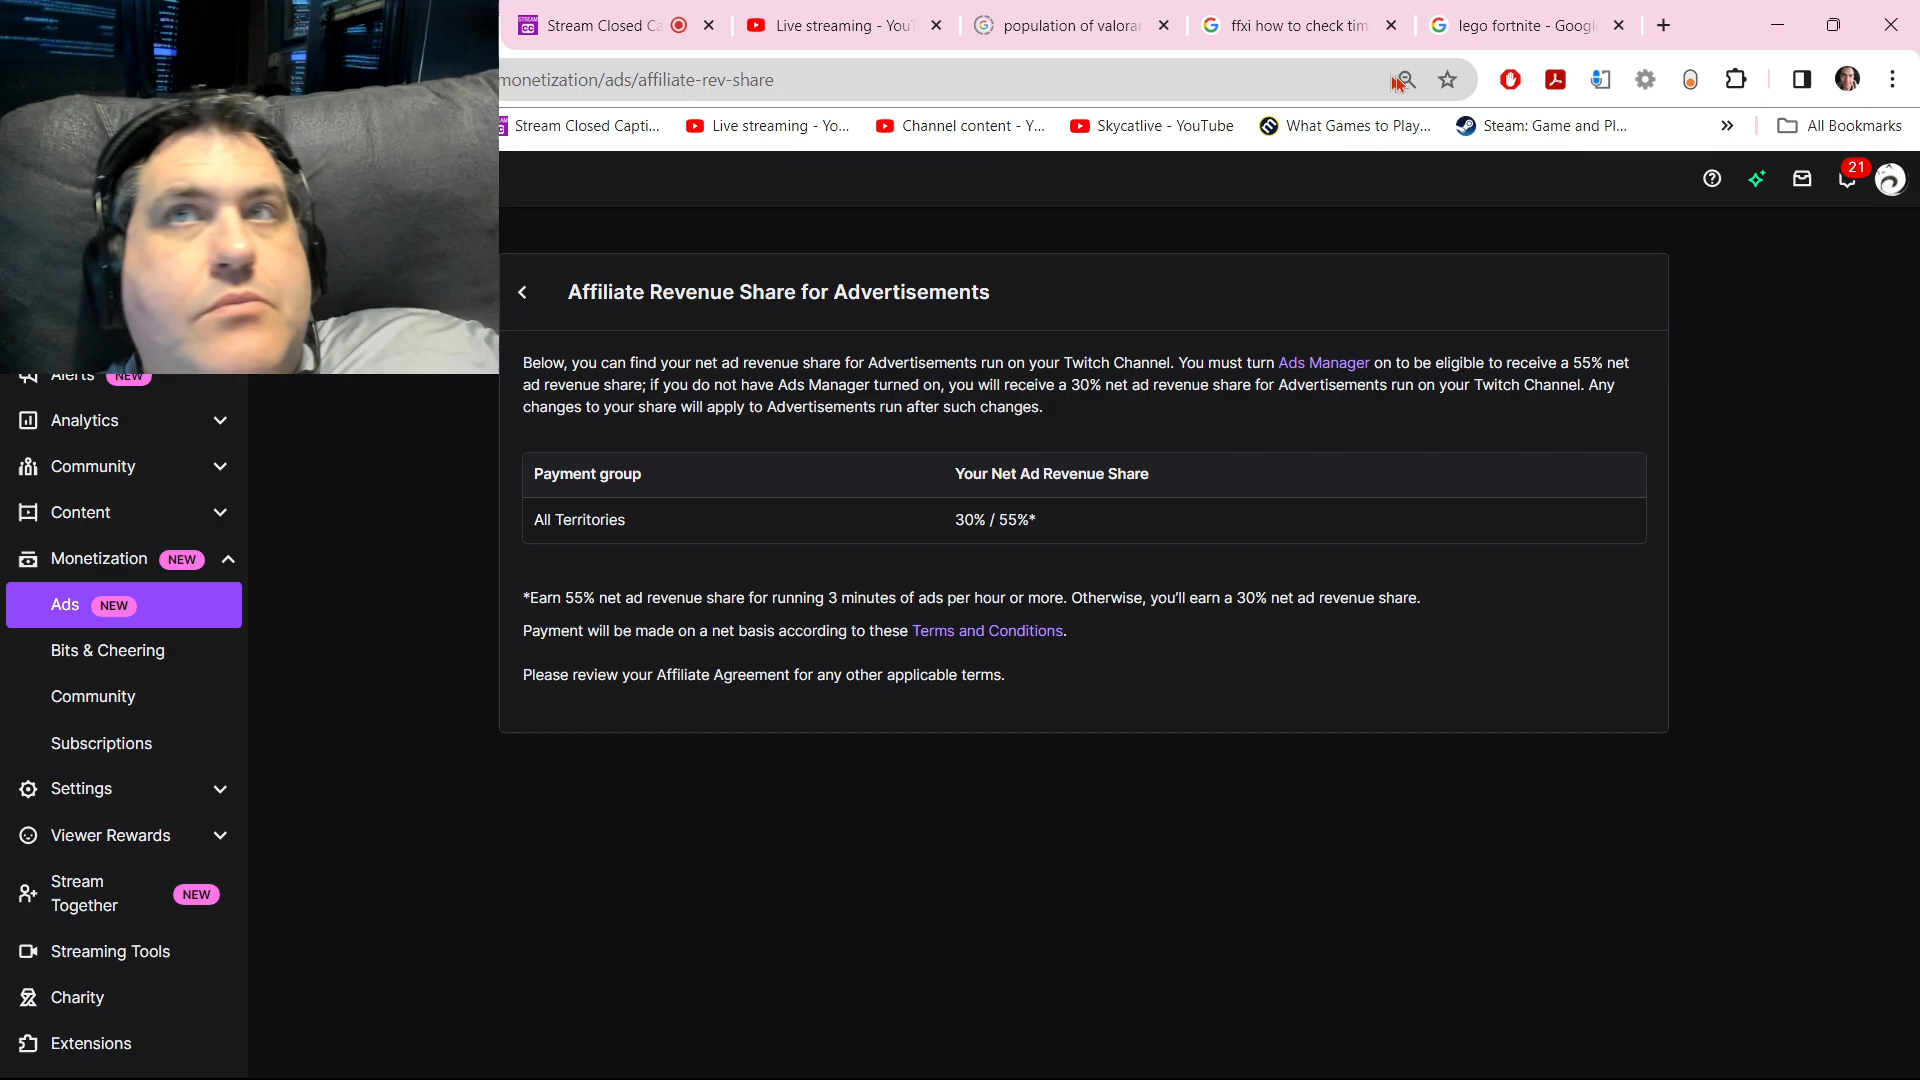 Stream Closed Ca
Live streaming - You
population of valorar
ffxi how to check tim
lego fortnite - Googl
monetization/ads/affiliate-rev-share
Stream Closed Capti...
Live streaming - Yo...
Channel content - Y...
Skycatlive - YouTube
What Games to Play...
Steam: Game and Pl...
All Bookmarks
21
Affiliate Revenue Share for Advertisements
Below, you can find your net ad revenue share for Advertisements run on your Twitch Channel. You must turn Ads Manager on to be eligible to receive a 55% net
ad revenue share; if you do not have Ads Manager turned on, you will receive a 30% net ad revenue share for Advertisements run on your Twitch Channel. Any
changes to your share will apply to Advertisements run after such changes.
Payment group
Your Net Ad Revenue Share
All Territories
30% / 55%*
*Earn 55% net ad revenue share for running 3 minutes of ads per hour or more. Otherwise, you'll earn a 30% net ad revenue share.
Payment will be made on a net basis according to these Terms and Conditions.
Please review your Affiliate Agreement for any other applicable terms.
Alerts NEW
Analytics
Community
Content
Monetization NEW
Ads NEW
Bits & Cheering
Community
Subscriptions
Settings
Viewer Rewards
Stream
Together
NEW
Streaming Tools
Charity
Extensions